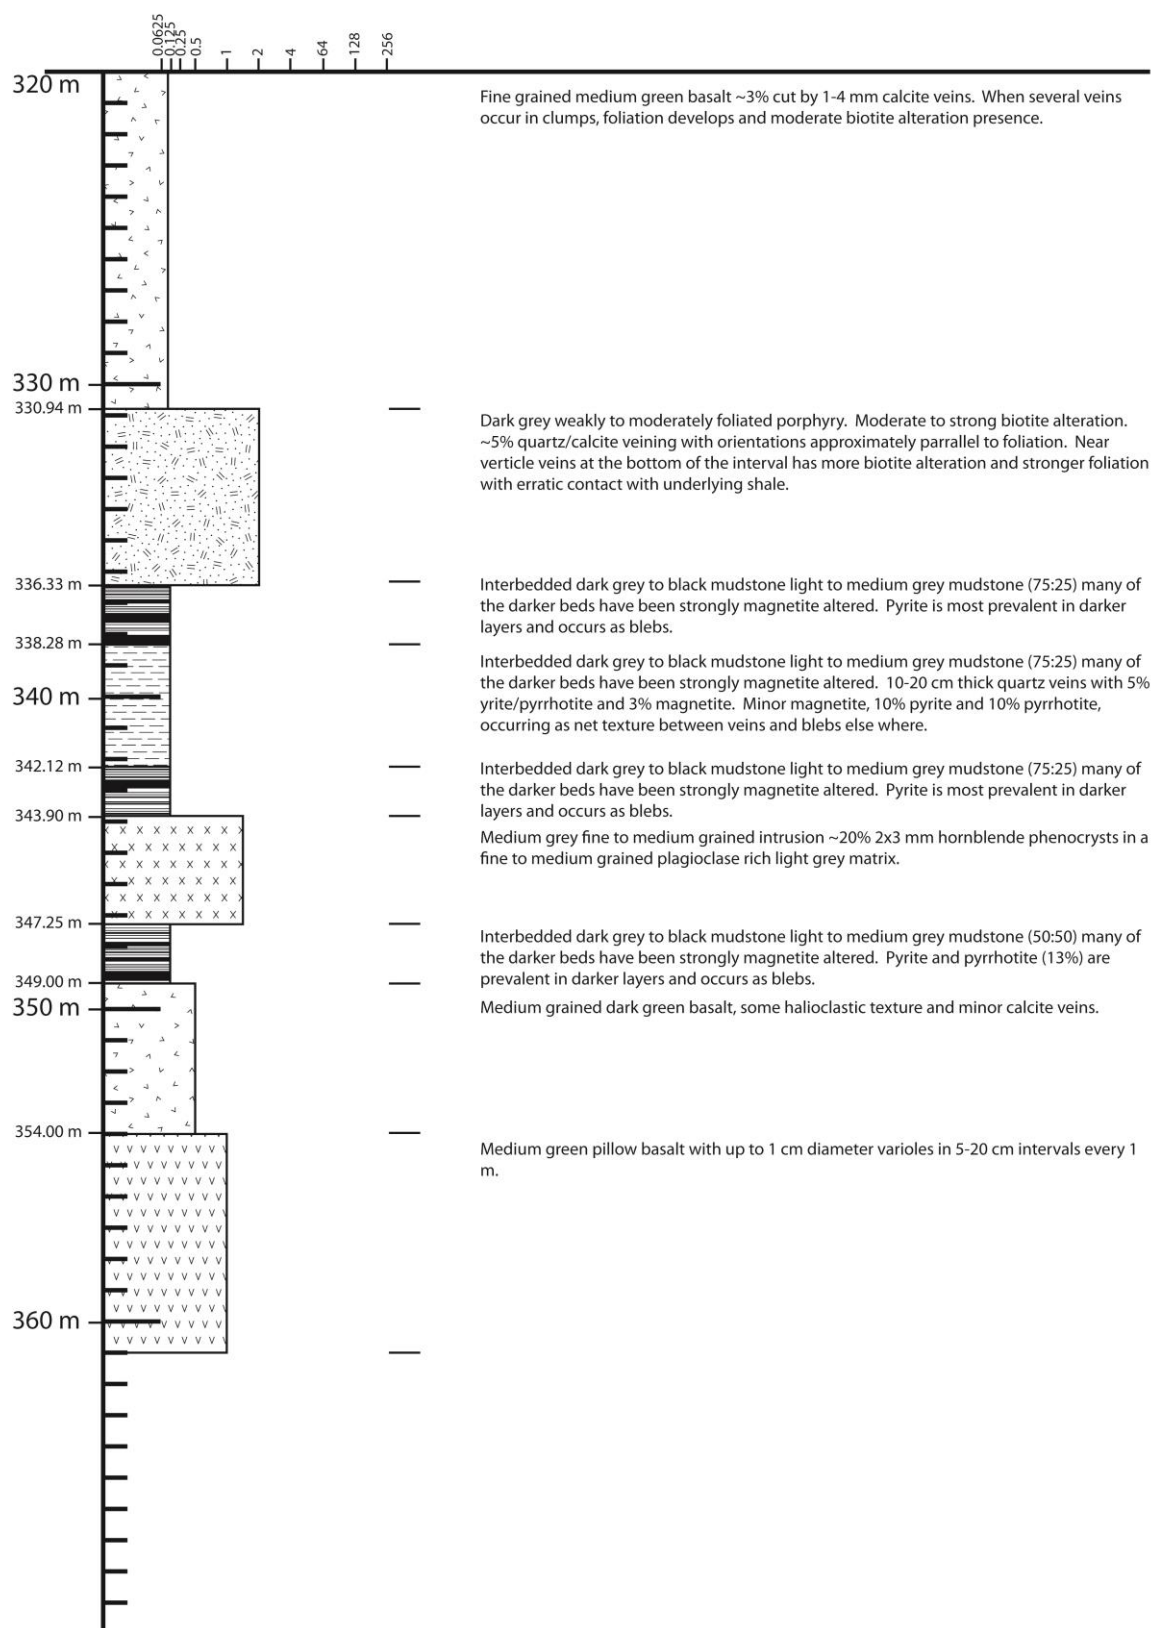 0.0625
0.125
0.25
0.5
1
2
4
64
128
256
320 m
Fine grained medium green basalt ~3% cut by 1-4 mm calcite veins. When several veins
occur in clumps, foliation develops and moderate biotite alteration presence.
330 m
330.94 m
Dark grey weakly to moderately foliated porphyry. Moderate to strong biotite alteration.
~5% quartz/calcite veining with orientations approximately parrallel to foliation. Near
verticle veins at the bottom of the interval has more biotite alteration and stronger foliation
with erratic contact with underlying shale.
336.33 m
Interbedded dark grey to black mudstone light to medium grey mudstone (75:25) many of
the darker beds have been strongly magnetite altered. Pyrite is most prevalent in darker
layers and occurs as blebs.
338.28 m
Interbedded dark grey to black mudstone light to medium grey mudstone (75:25) many of
the darker beds have been strongly magnetite altered. 10-20 cm thick quartz veins with 5%
yrite/pyrrhotite and 3% magnetite. Minor magnetite, 10% pyrite and 10% pyrrhotite,
occurring as net texture between veins and blebs else where.
340 m
342.12 m
Interbedded dark grey to black mudstone light to medium grey mudstone (75:25) many of
the darker beds have been strongly magnetite altered. Pyrite is most prevalent in darker
layers and occurs as blebs.
343.90 m
Medium grey fine to medium grained intrusion ~20% 2x3 mm hornblende phenocrysts in a
fine to medium grained plagioclase rich light grey matrix.
347.25 m
Interbedded dark grey to black mudstone light to medium grey mudstone (50:50) many of
the darker beds have been strongly magnetite altered. Pyrite and pyrrhotite (13%) are
prevalent in darker layers and occurs as blebs.
349.00 m
350 m
Medium grained dark green basalt, some halioclastic texture and minor calcite veins.
354.00 m
Medium green pillow basalt with up to 1 cm diameter varioles in 5-20 cm intervals every 1
m.
360 m